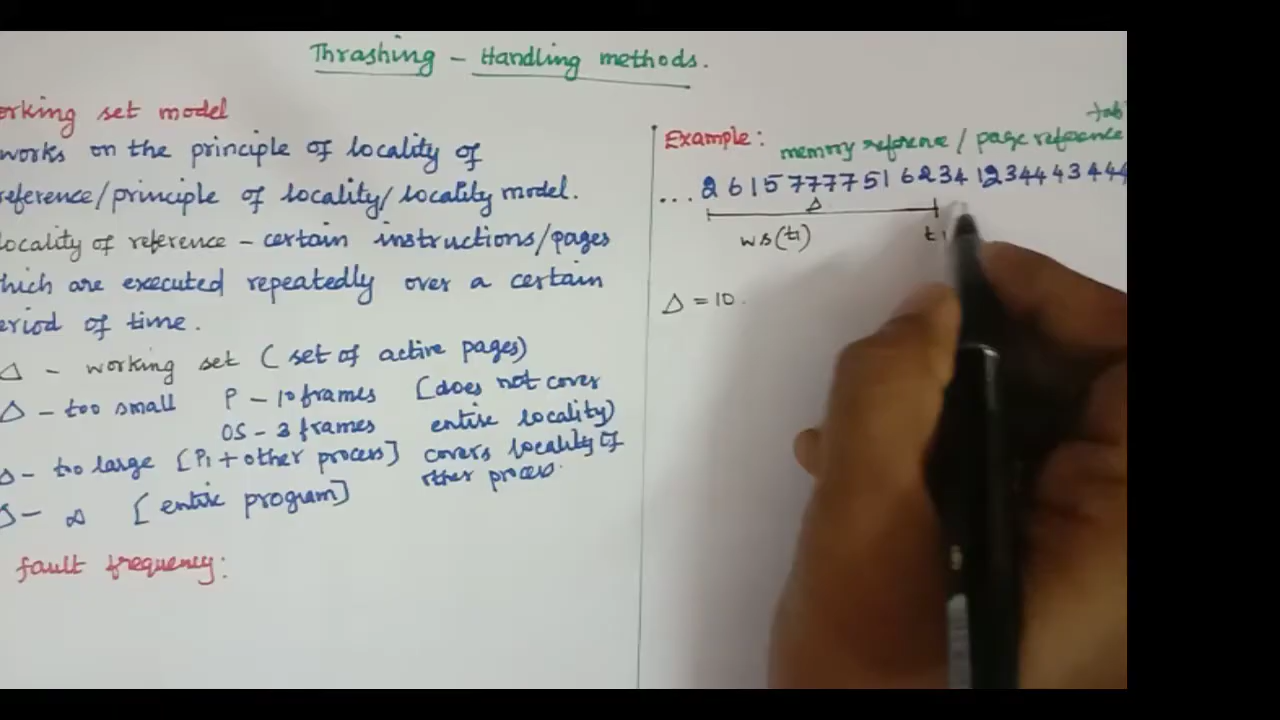 Thrashing - Handling methods.
orking set model
works on the principle of locality of
reference/principle of locality/locality model.
locality of reference - certain instructions/pages
which are executed repeatedly over a certain
eriod of time.
Δ - working set (set of active pages)
Δ - too small P - 10 frames [does not cover
OS - 3 frames entire locality)
Δ - too large [P1 + other process] covers locality of
other process.
Δ - ∞ [entire program]
fault frequency:
Example:
memory reference / page reference
... 2 6 1 5 7 7 7 7 5 1 6 2 3 4 1 2 3 4 4 4 3 4 4 4
Δ
ws(t1) t1
Δ = 10.